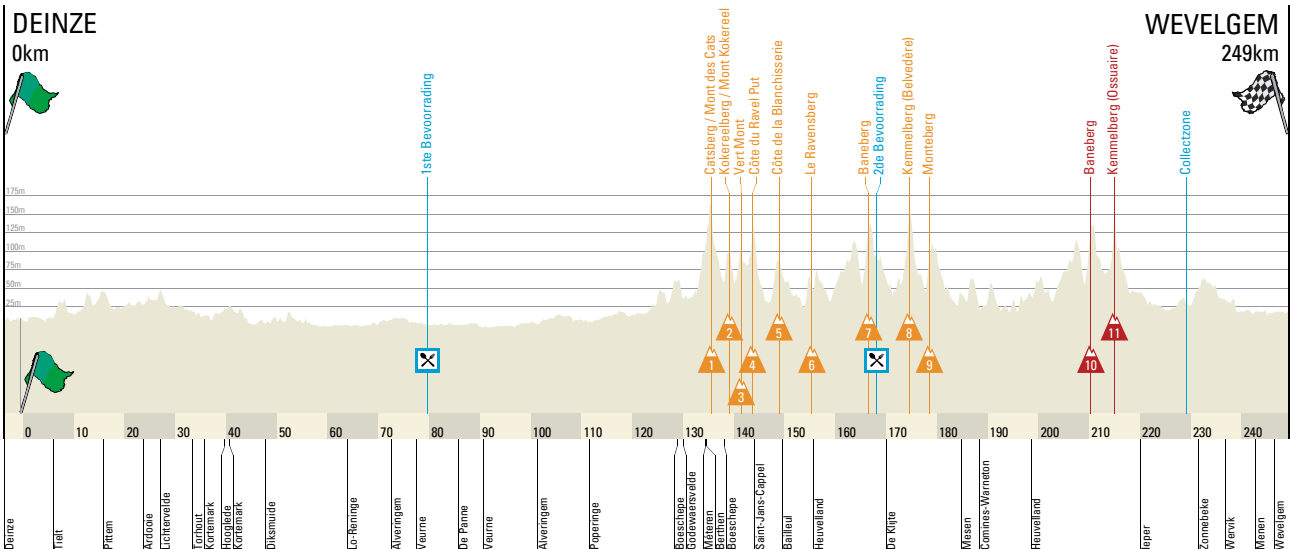 DEINZE
0km
WEVELGEM
249km
1ste Bevoorrading
Catsberg / Mont des Cats
Kokereelberg / Mont Kokereel
Vert Mont
Côte du Ravel Put
Côte de la Blanchisserie
Le Ravensberg
Baneberg
2de Bevoorrading
Kemmelberg (Belvedère)
Monteberg
Baneberg
Kemmelberg (Ossuaire)
Collectzone
175m
150m
125m
100m
75m
50m
25m
2
5
7
8
11
1
4
6
9
10
3
0 10 20 30 40 50 60 70 80 90 100 110 120 130 140 150 160 170 180 190 200 210 220 230 240
Deinze
Tielt
Pittem
Ardooie
Lichtervelde
Torhout
Kortemark
Hooglede
Kortemark
Diksmuide
Lo-Reninge
Alveringem
Veurne
De Panne
Veurne
Alveringem
Poperinge
Boeschepe
Godewaersvelde
Méteren
Berthen
Boeschepe
Saint-Jans-Cappel
Bailleul
Heuvelland
De Klijte
Mesen
Comines-Warneton
Heuvelland
Ieper
Zonnebeke
Wervik
Menen
Wevelgem